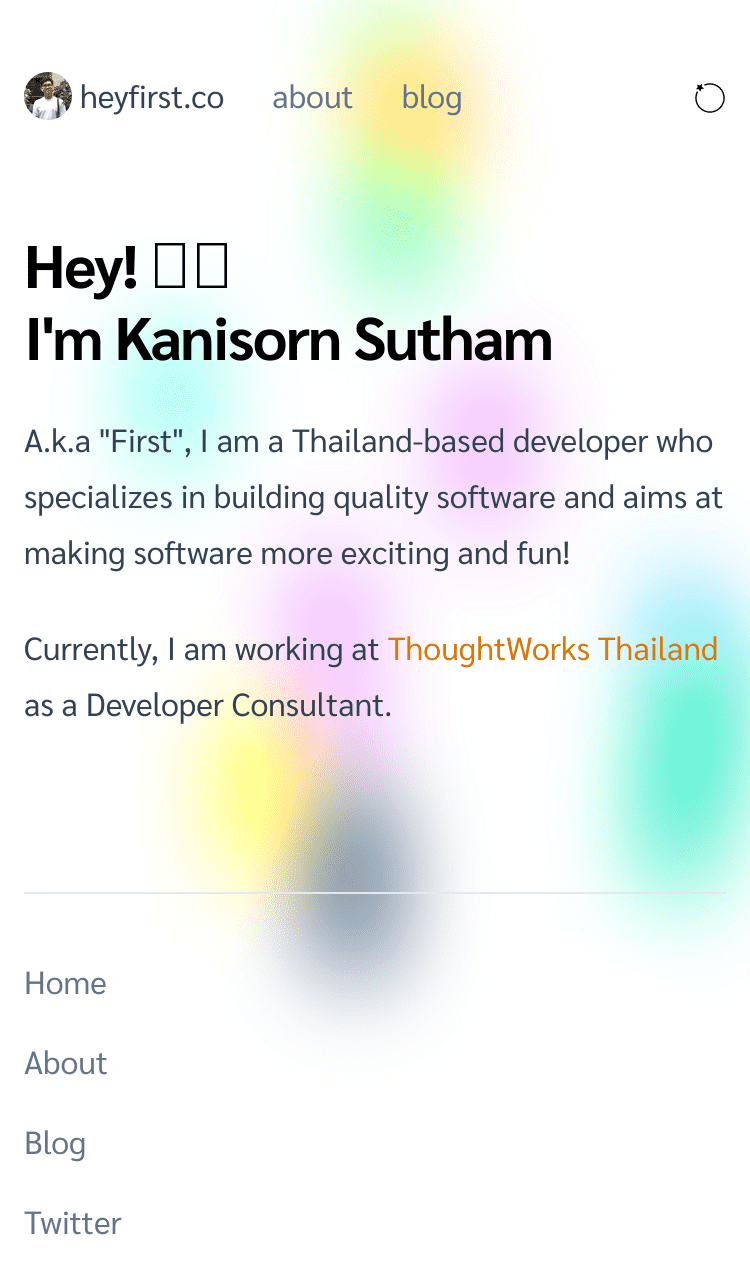 heyfirst.co about blog
Hey!
I'm Kanisorn Sutham
A.k.a "First", I am a Thailand-based developer who
specializes in building quality software and aims at
making software more exciting and fun!
Currently, I am working at ThoughtWorks Thailand
as a Developer Consultant.
Home
About
Blog
Twitter